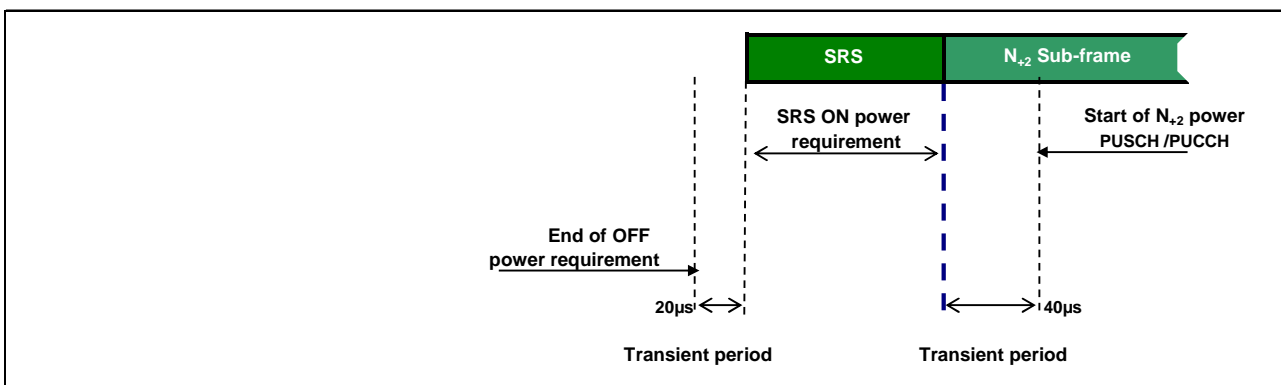 SRS
N+2 Sub-frame
SRS ON power
requirement
Start of N+2 power
PUSCH /PUCCH
End of OFF
power requirement
20µs
40µs
Transient period
Transient period